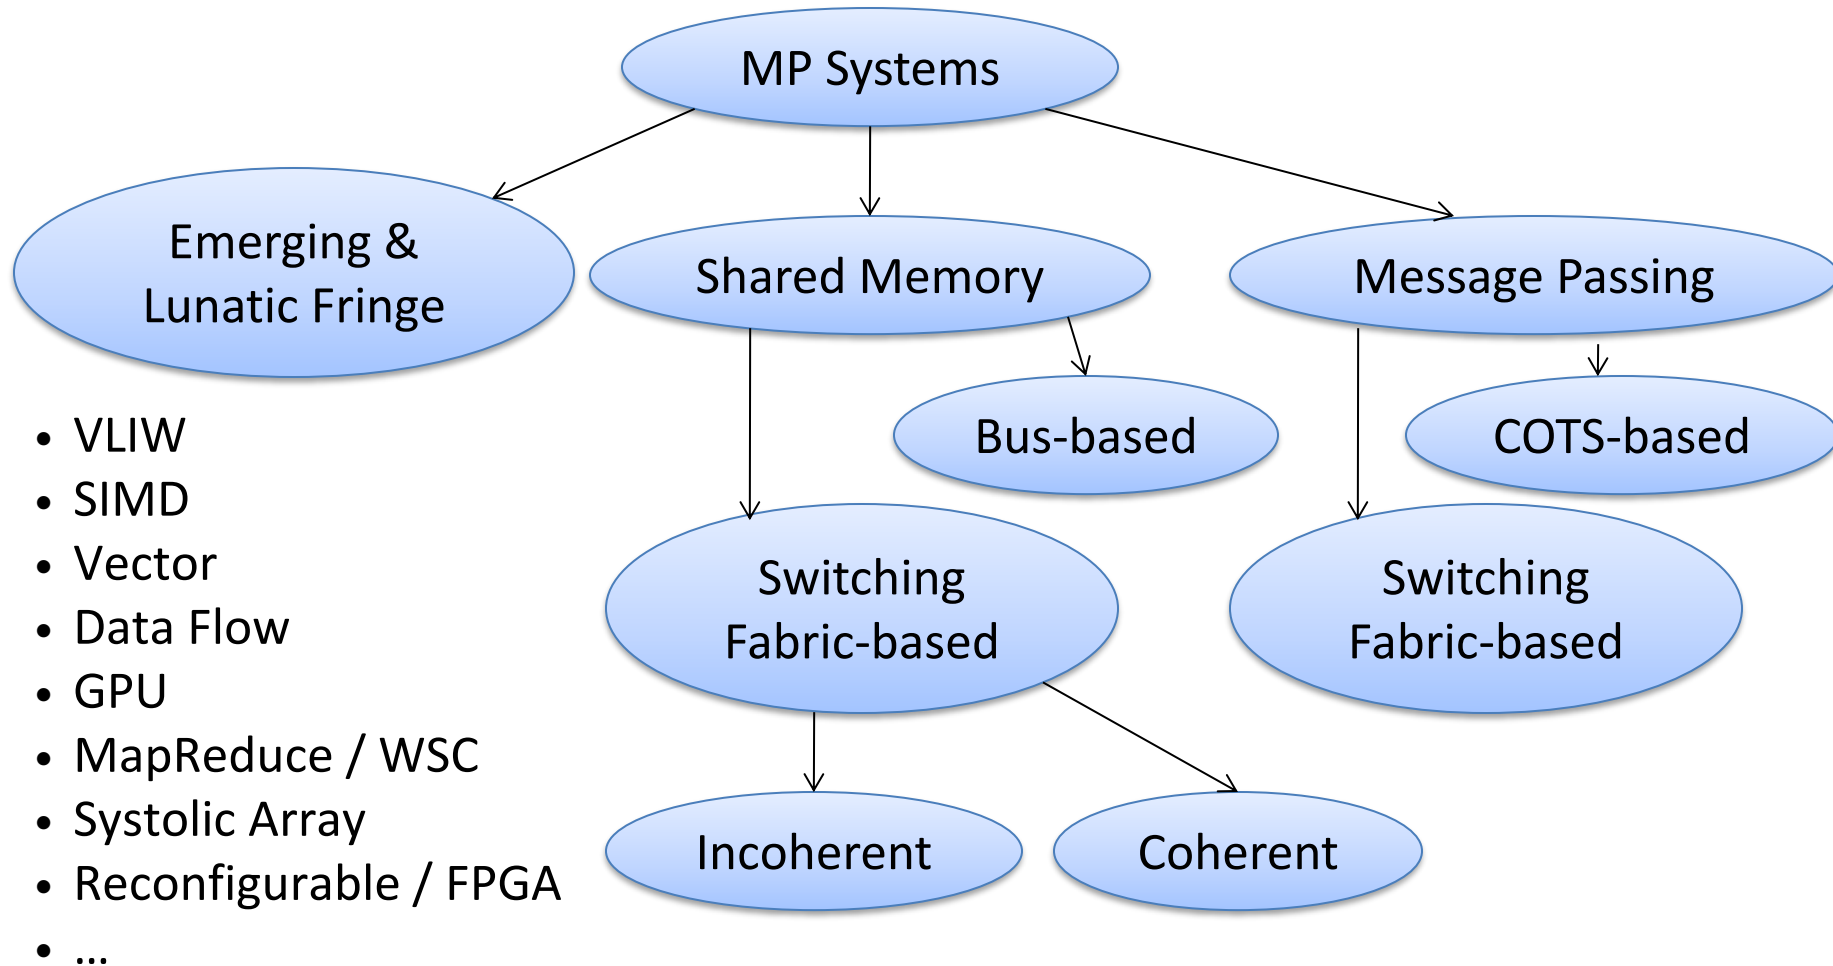 MP Systems
Emerging &
Lunatic Fringe
Shared Memory
Message Passing
Bus-based
COTS-based
Switching
Fabric-based
Switching
Fabric-based
Incoherent
Coherent
• VLIW
• SIMD
• Vector
• Data Flow
• GPU
• MapReduce / WSC
• Systolic Array
• Reconfigurable / FPGA
• ...